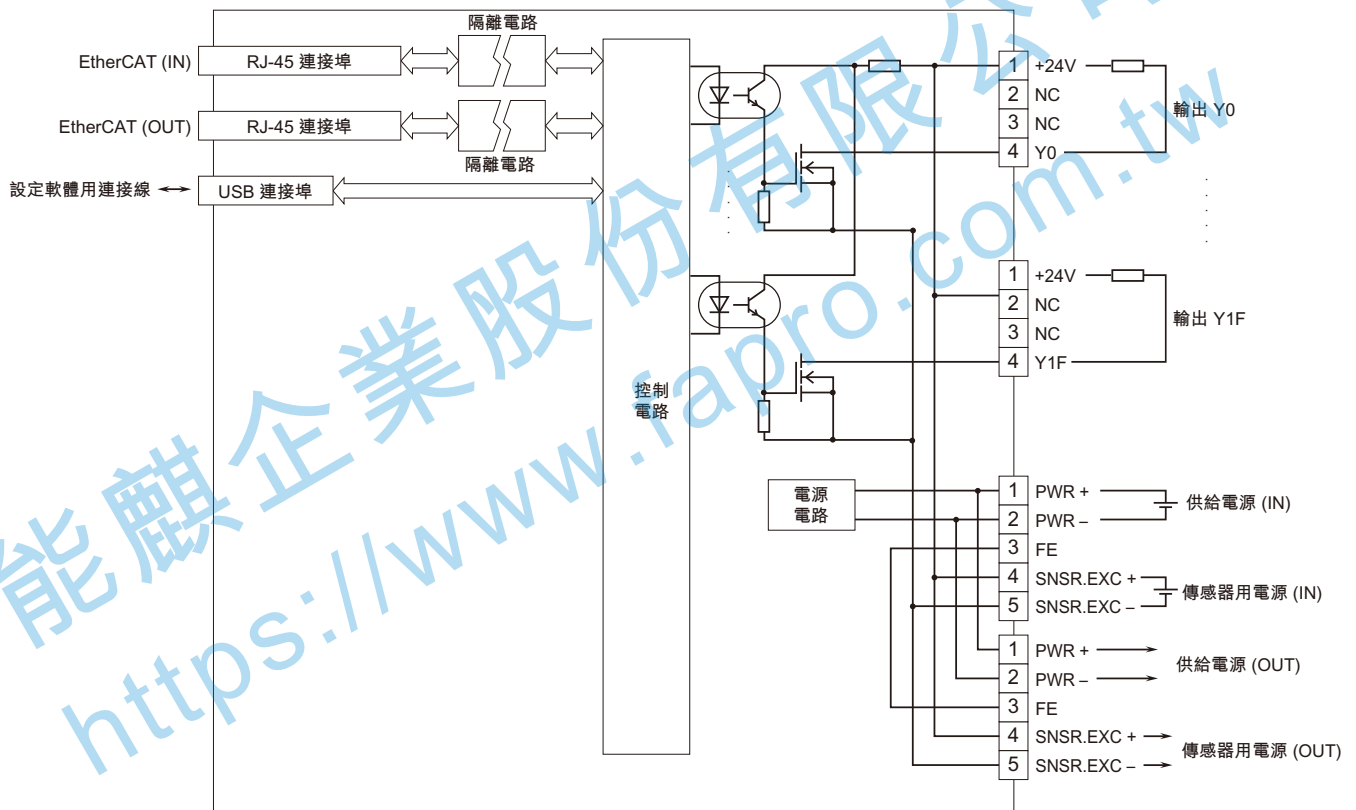 隔離電路
EtherCAT (IN)
RJ-45 連接埠
EtherCAT (OUT)
RJ-45 連接埠
隔離電路
設定軟體用連接線
USB 連接埠
控制
電路
1 +24V
2 NC
3 NC
4 Y0
輸出 Y0
1 +24V
2 NC
3 NC
4 Y1F
輸出 Y1F
電源
電路
1 PWR +
2 PWR –
3 FE
4 SNSR.EXC +
5 SNSR.EXC –
供給電源 (IN)
傳感器用電源 (IN)
1 PWR +
2 PWR –
3 FE
4 SNSR.EXC +
5 SNSR.EXC –
供給電源 (OUT)
傳感器用電源 (OUT)
能麒企業股份有限公
https://www.fapro.com.tw